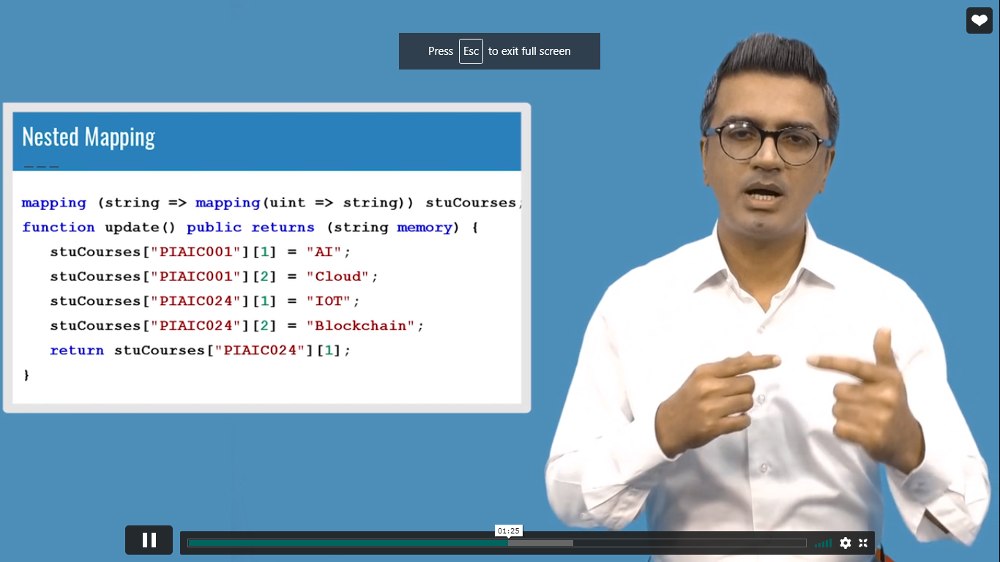 Press Esc to exit full screen
Nested Mapping
mapping (string => mapping(uint => string)) stuCourses;
function update() public returns (string memory) {
stuCourses["PIAIC001"][1] = "AI";
stuCourses["PIAIC001"][2] = "Cloud";
stuCourses["PIAIC024"][1] = "IOT";
stuCourses["PIAIC024"][2] = "Blockchain";
return stuCourses["PIAIC024"][1];
}
01:25